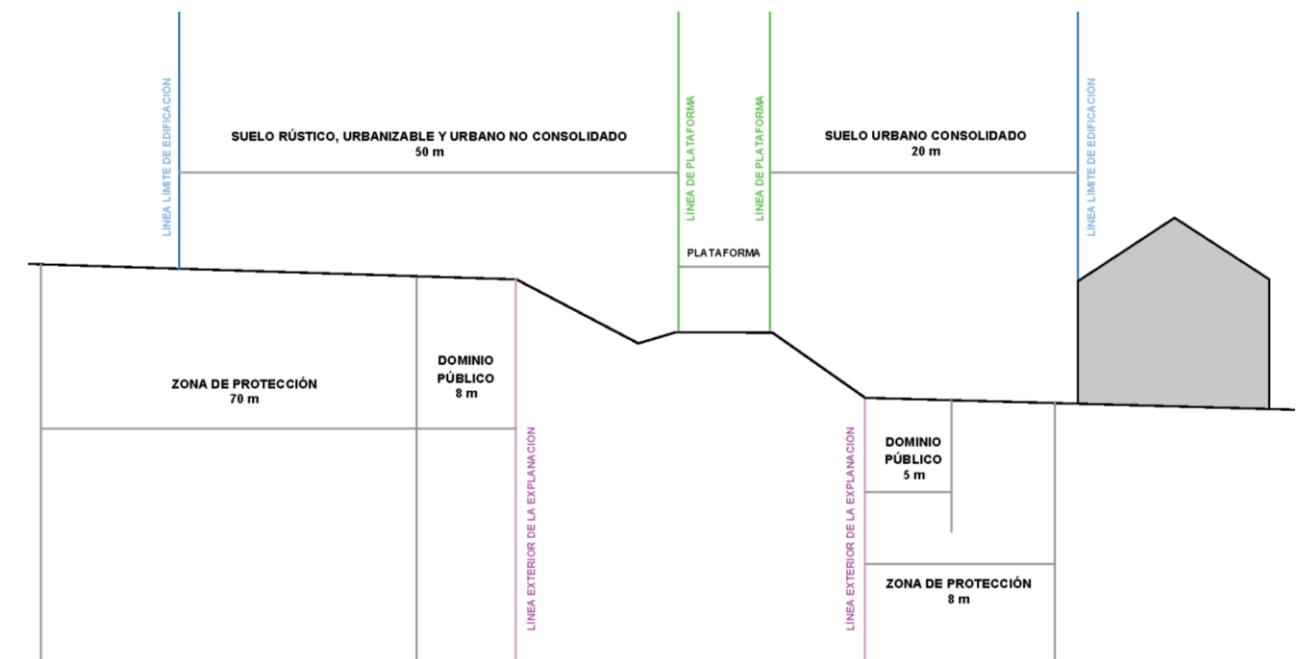 LÍNEA LÍMITE DE EDIFICACIÓN
SUELO RÚSTICO, URBANIZABLE Y URBANO NO CONSOLIDADO
50 m
LÍNEA DE PLATAFORMA
LÍNEA DE PLATAFORMA
SUELO URBANO CONSOLIDADO
20 m
LÍNEA LÍMITE DE EDIFICACIÓN
PLATAFORMA
ZONA DE PROTECCIÓN
70 m
DOMINIO
PÚBLICO
8 m
LÍNEA EXTERIOR DE LA EXPLANACIÓN
LÍNEA EXTERIOR DE LA EXPLANACIÓN
DOMINIO
PÚBLICO
5 m
ZONA DE PROTECCIÓN
8 m